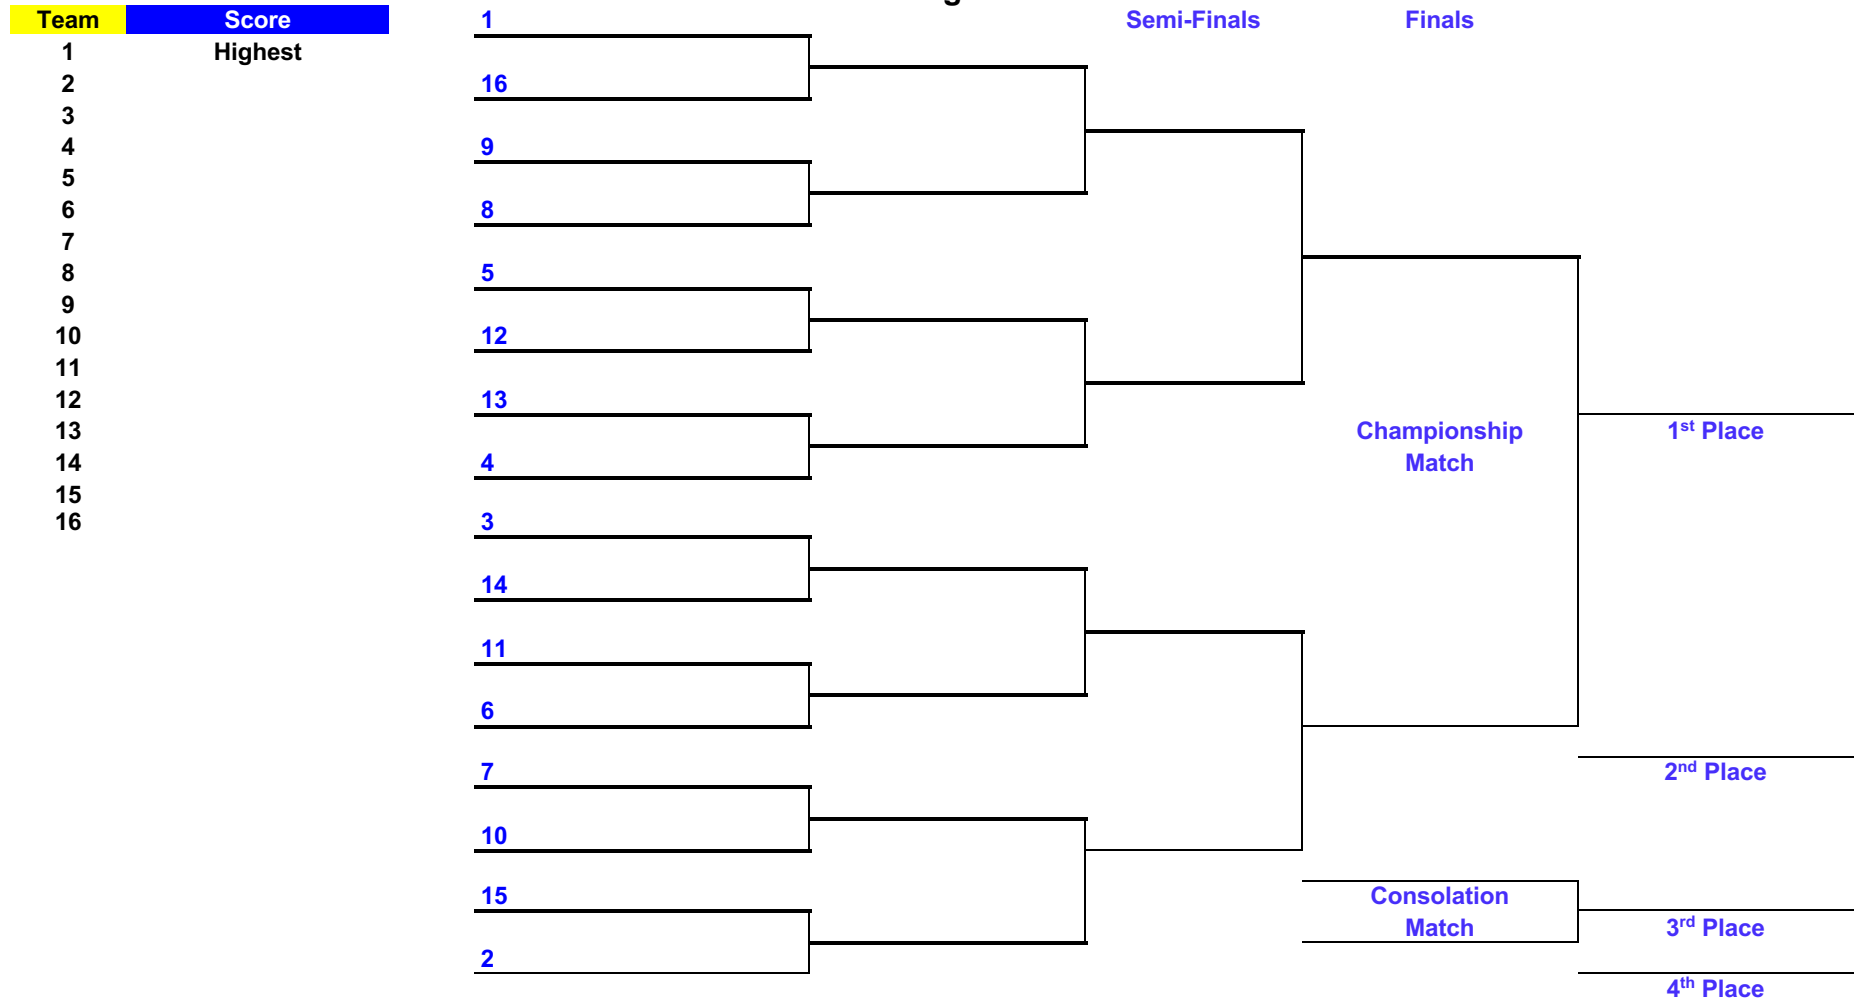 Team Score
1 Highest
2
3
4
5
6
7
8
9
10
11
12
13
14
15
16
Semi-Finals Finals
1
16
9
8
5
12
13
4
3
14
11
6
7
10
15
2
Championship
Match
1st Place
2nd Place
Consolation
Match
3rd Place
4th Place